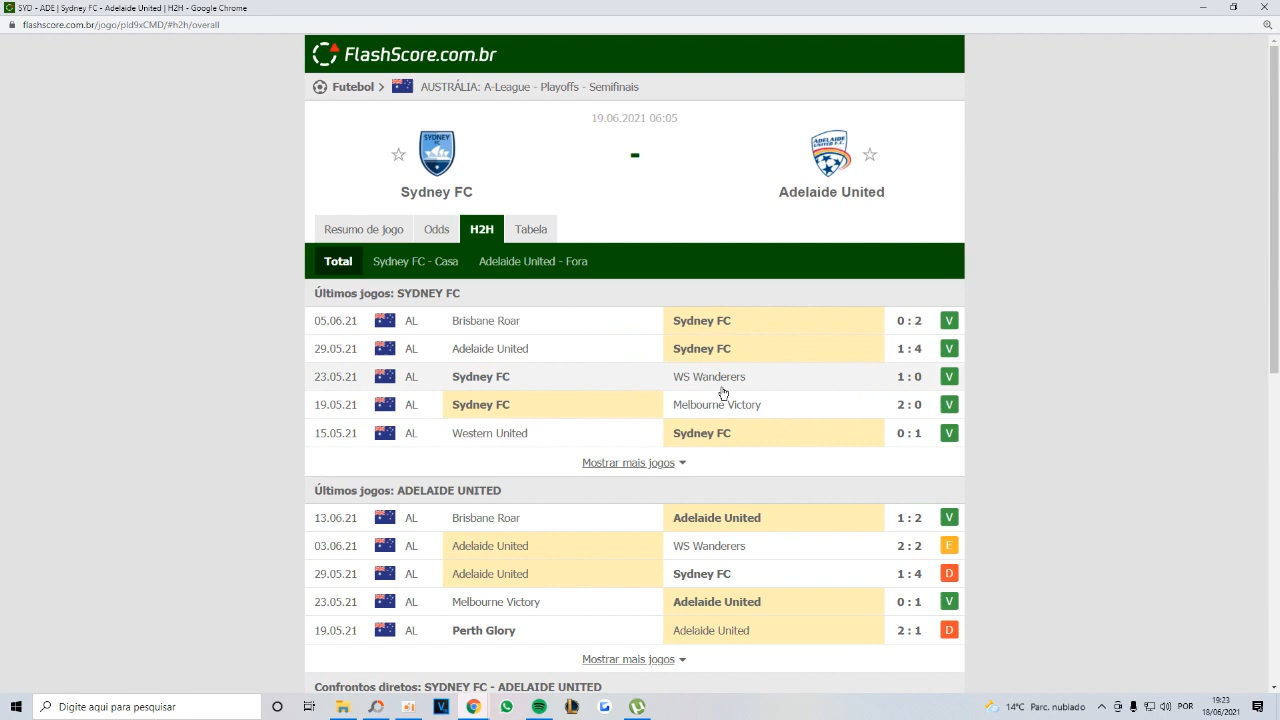 SYD - ADE | Sydney FC - Adelaide United | H2H - Google Chrome
flashscore.com.br/jogo/pId9xCMD/#h2h/overall
FlashScore.com.br
Futebol > AUSTRÁLIA: A-League - Playoffs - Semifinais
19.06.2021 06:05
SYDNEY FC
ADELAIDE UNITED F.C.
-
Sydney FC
Adelaide United
Resumo de jogo Odds H2H Tabela
Total Sydney FC - Casa Adelaide United - Fora
Últimos jogos: SYDNEY FC
05.06.21 AL Brisbane Roar Sydney FC 0 : 2 V
29.05.21 AL Adelaide United Sydney FC 1 : 4 V
23.05.21 AL Sydney FC WS Wanderers 1 : 0 V
19.05.21 AL Sydney FC Melbourne Victory 2 : 0 V
15.05.21 AL Western United Sydney FC 0 : 1 V
Mostrar mais jogos
Últimos jogos: ADELAIDE UNITED
13.06.21 AL Brisbane Roar Adelaide United 1 : 2 V
03.06.21 AL Adelaide United WS Wanderers 2 : 2 E
29.05.21 AL Adelaide United Sydney FC 1 : 4 D
23.05.21 AL Melbourne Victory Adelaide United 0 : 1 V
19.05.21 AL Perth Glory Adelaide United 2 : 1 D
Mostrar mais jogos
Confrontos diretos: SYDNEY FC - ADELAIDE UNITED
Digite aqui para pesquisar
14°C Parc. nublado
POR
19:23
18/06/2021